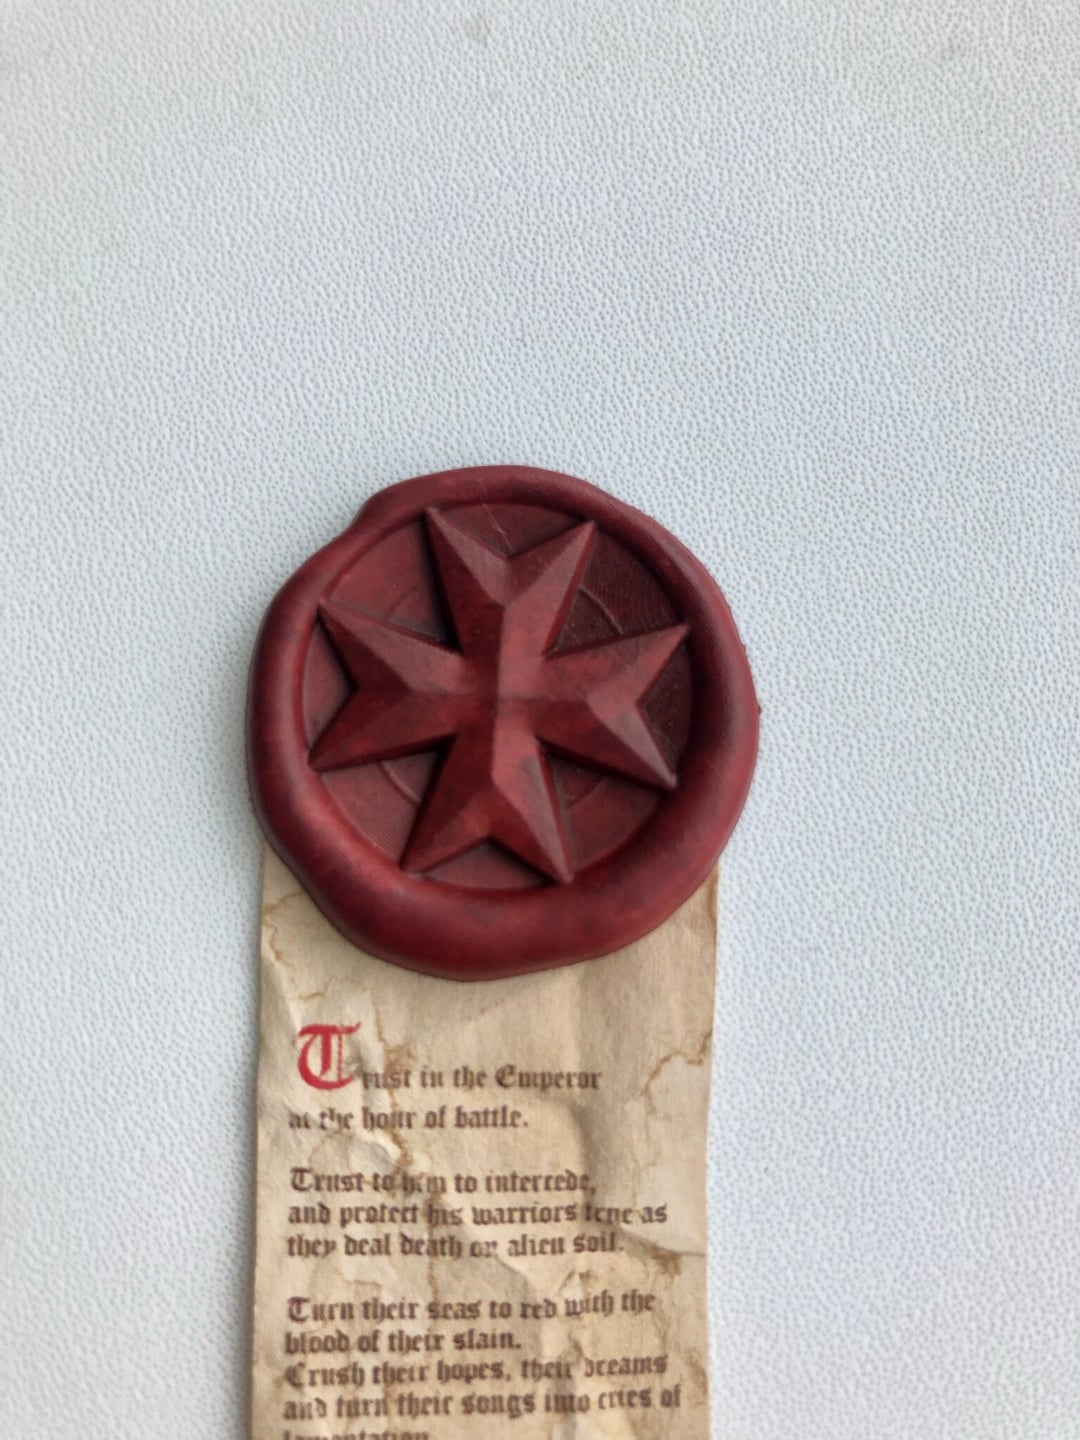 Trust in the Emperor
at the hour of battle.
Trust to him to intercede,
and protect his warriors true as
they deal death on alien soil.
Turn their seas to red with the
blood of their slain.
Crush their hopes, their dreams
and turn their songs into cries of
lamentation